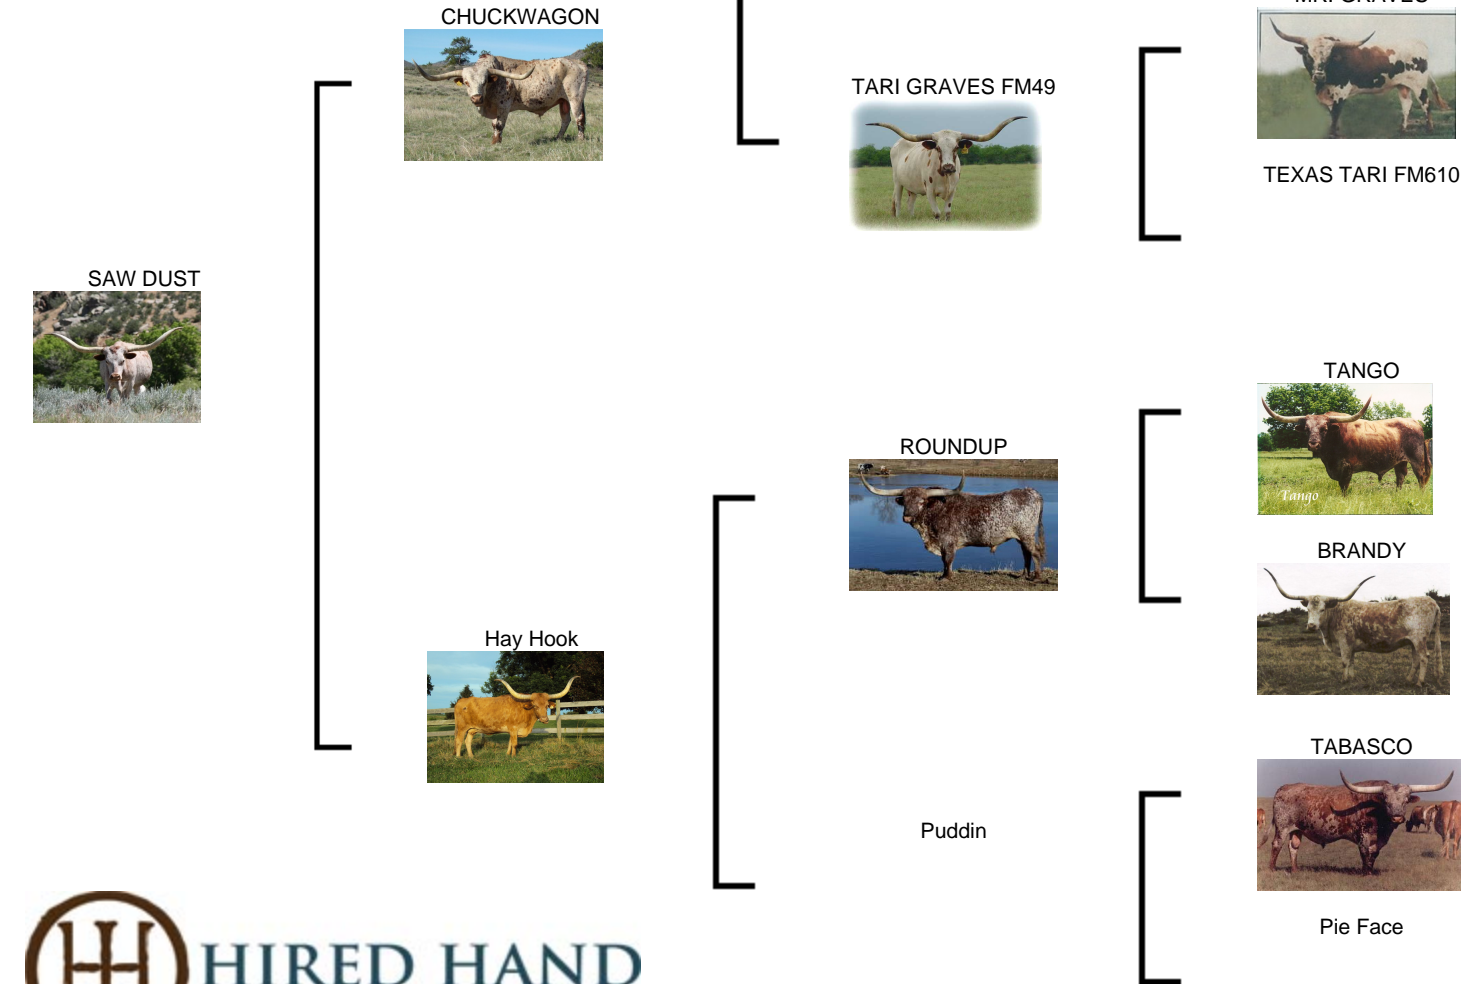 CHUCKWAGON
TARI GRAVES FM49
TEXAS TARI FM610
SAW DUST
TANGO
Tango
ROUNDUP
BRANDY
Hay Hook
TABASCO
Puddin
Pie Face
HIRED HAND